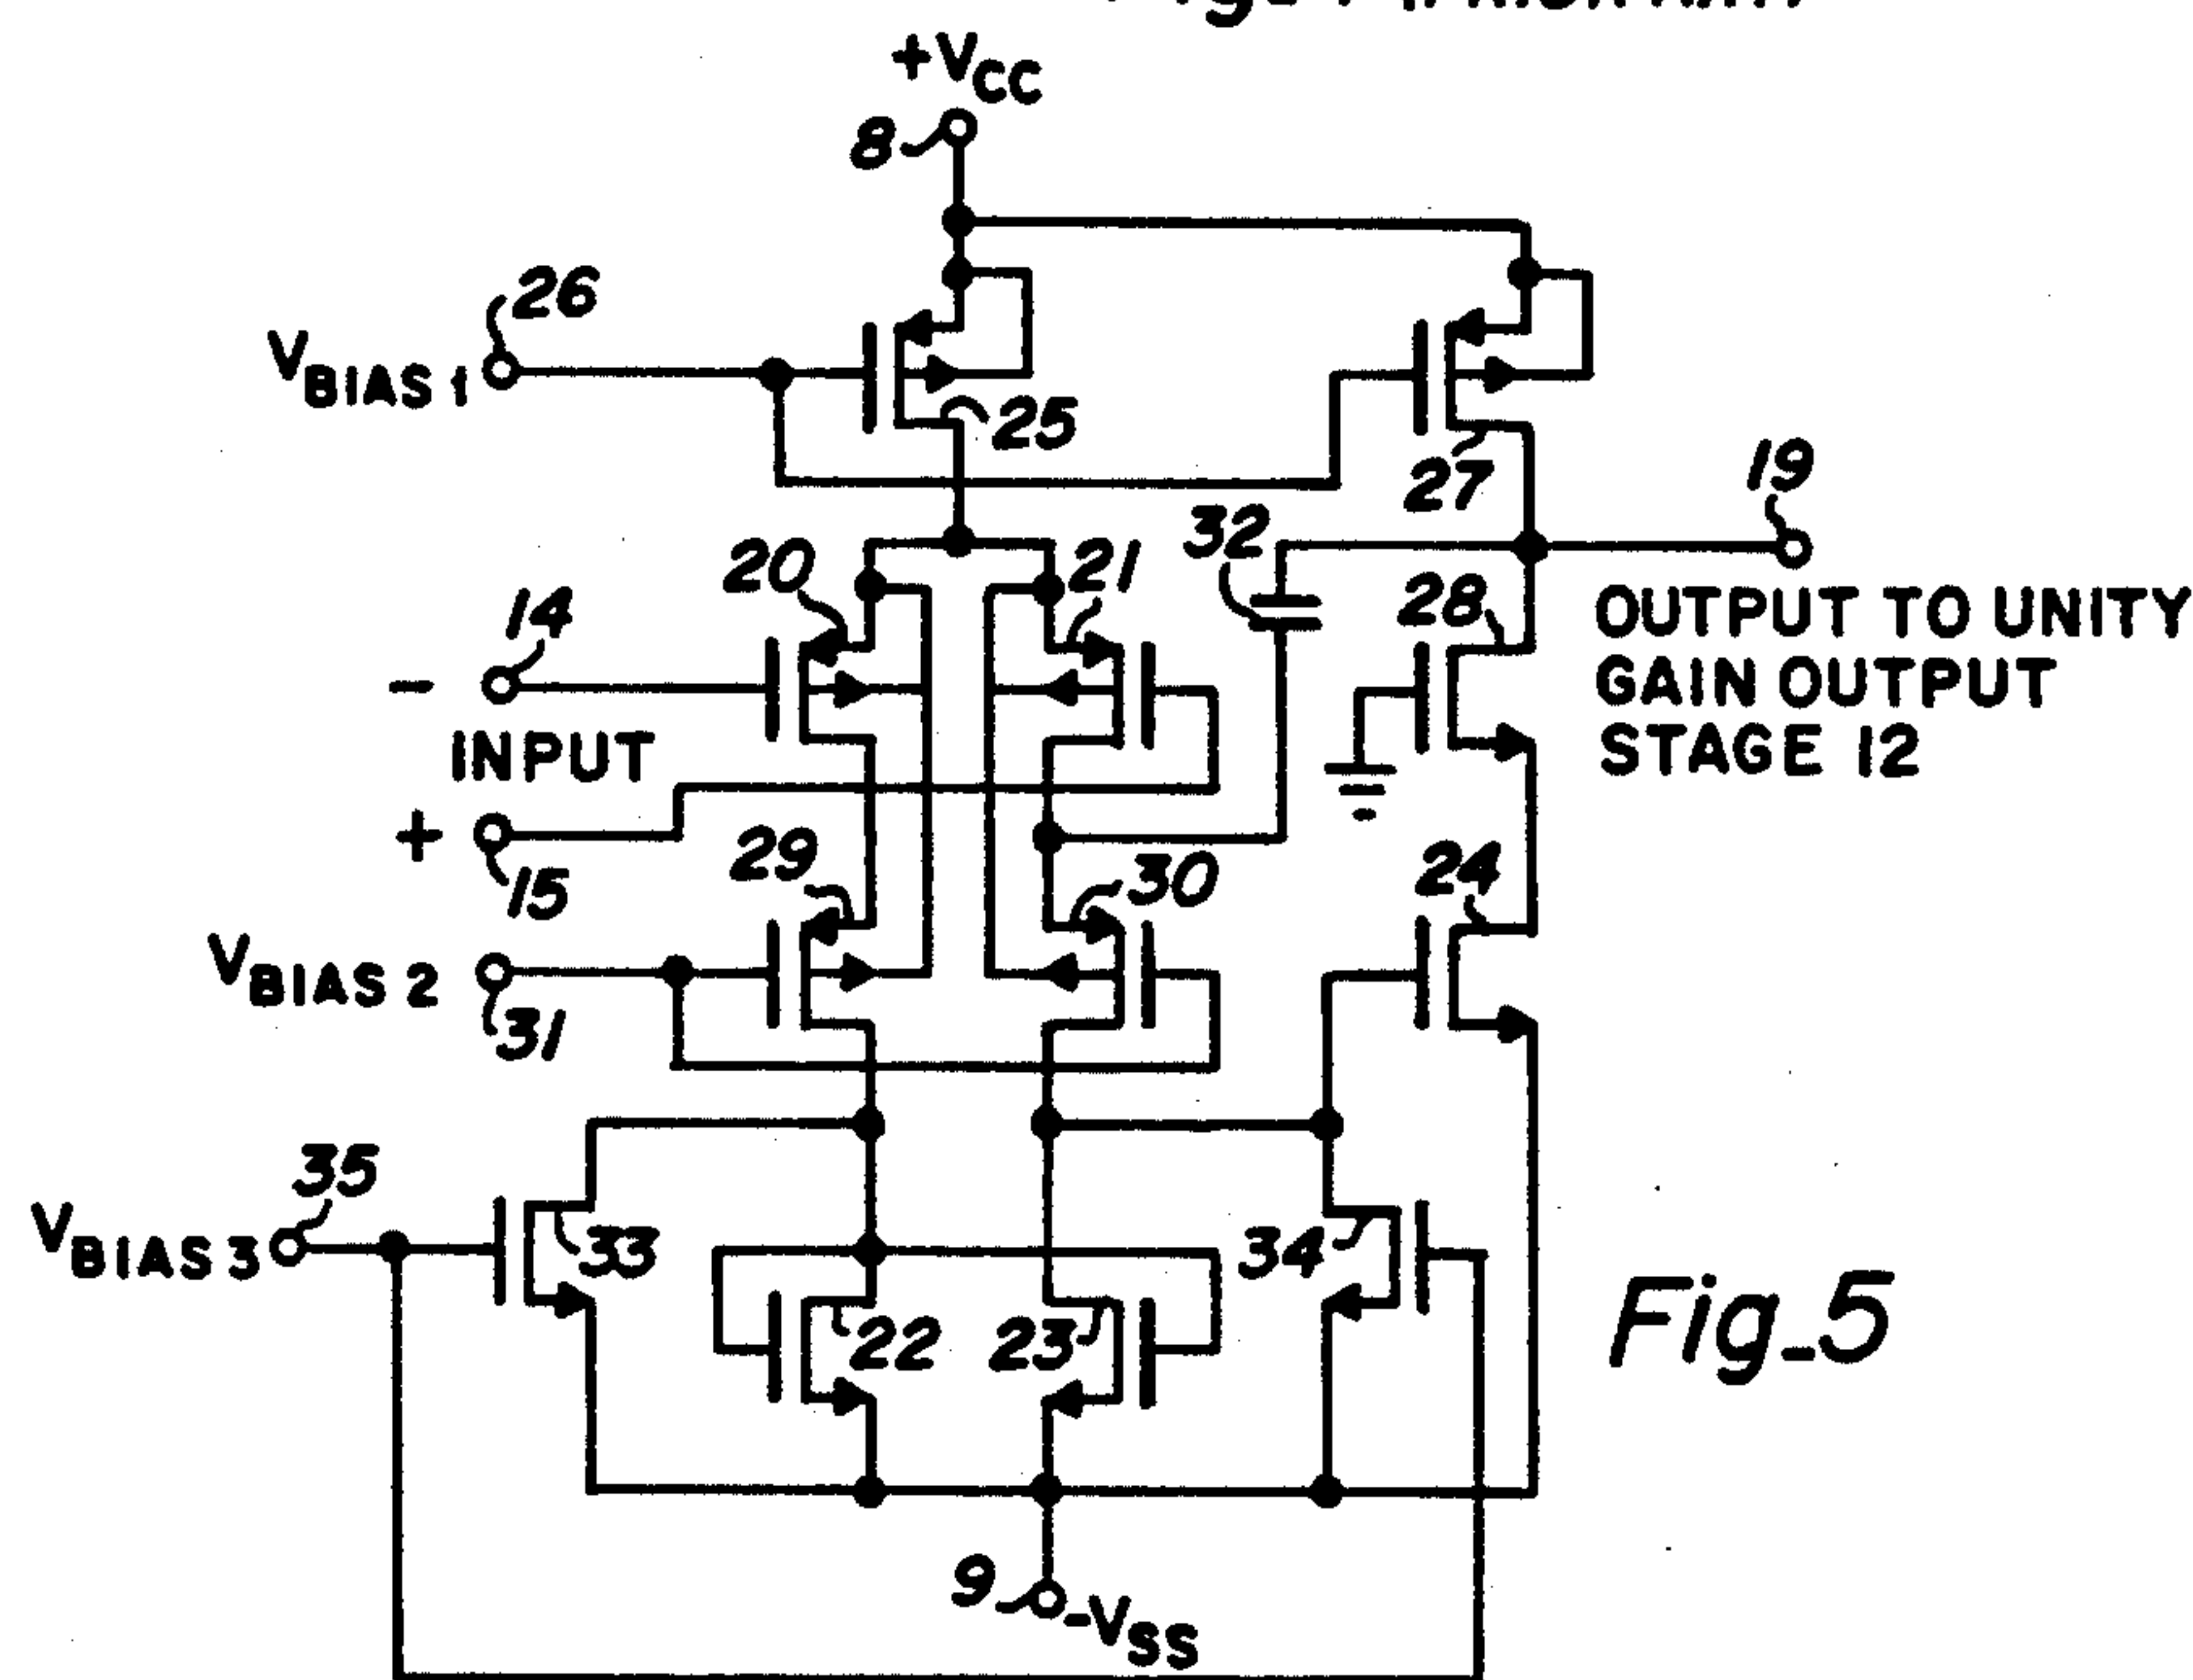 +VCC
8
26
VBIAS 1
25
27
19
32
20
21
28
14
-
OUTPUT TO UNITY
GAIN OUTPUT
STAGE 12
INPUT
+
15
29
30
24
VBIAS 2
31
35
VBIAS 3
33
34
22
23
Fig_5
9
-VSS